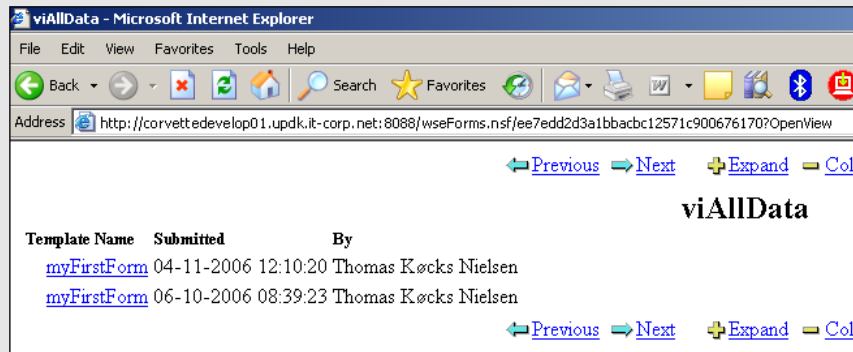 viAllData - Microsoft Internet Explorer
File Edit View Favorites Tools Help
Back Search Favorites
Address http://corvettedevelop01.updk.it-corp.net:8088/wseForms.nsf/ee7edd2d3a1bbacbc12571c900676170?OpenView
Previous Next Expand Col
viAllData
Template Name Submitted By
myFirstForm 04-11-2006 12:10:20 Thomas Køcks Nielsen
myFirstForm 06-10-2006 08:39:23 Thomas Køcks Nielsen
Previous Next Expand Col